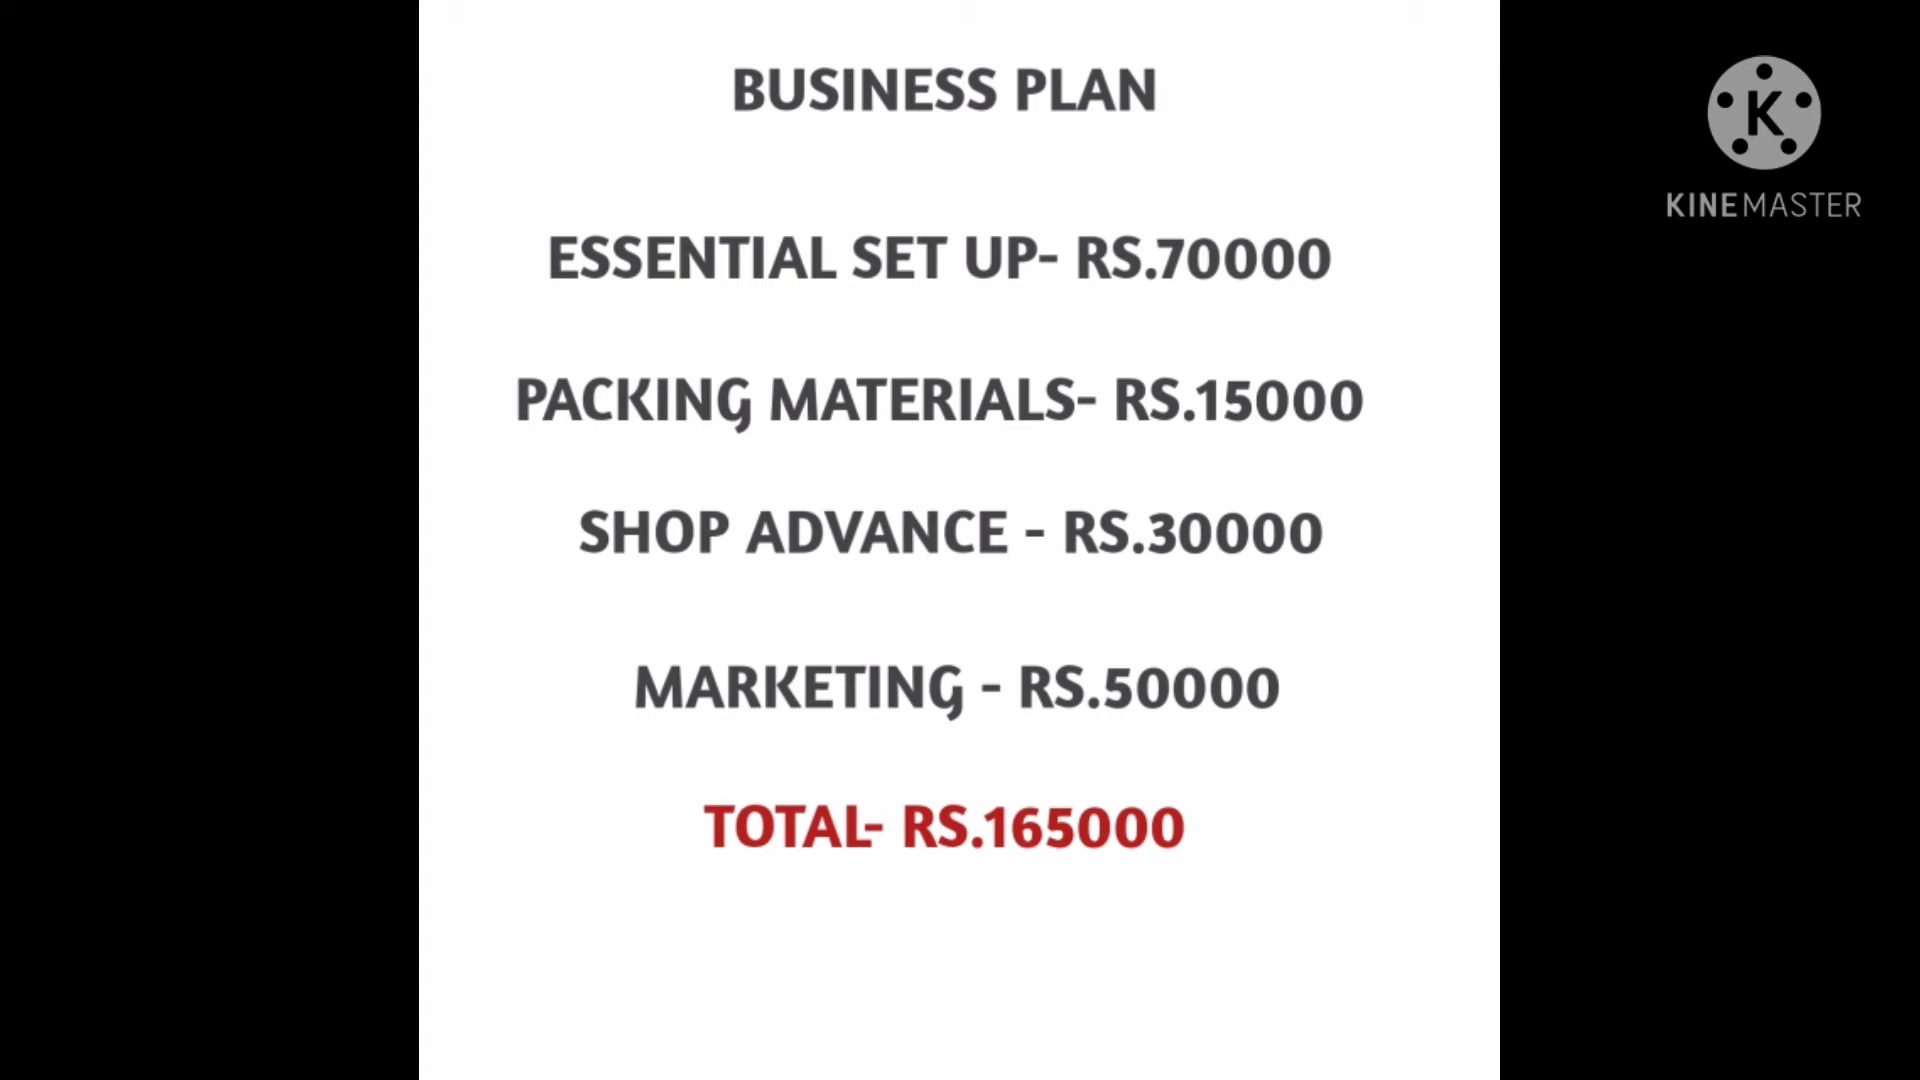 BUSINESS PLAN
K
KINEMASTER
ESSENTIAL SET UP- RS.70000
PACKING MATERIALS- RS.15000
SHOP ADVANCE - RS.30000
MARKETING - RS.50000
TOTAL- RS.165000